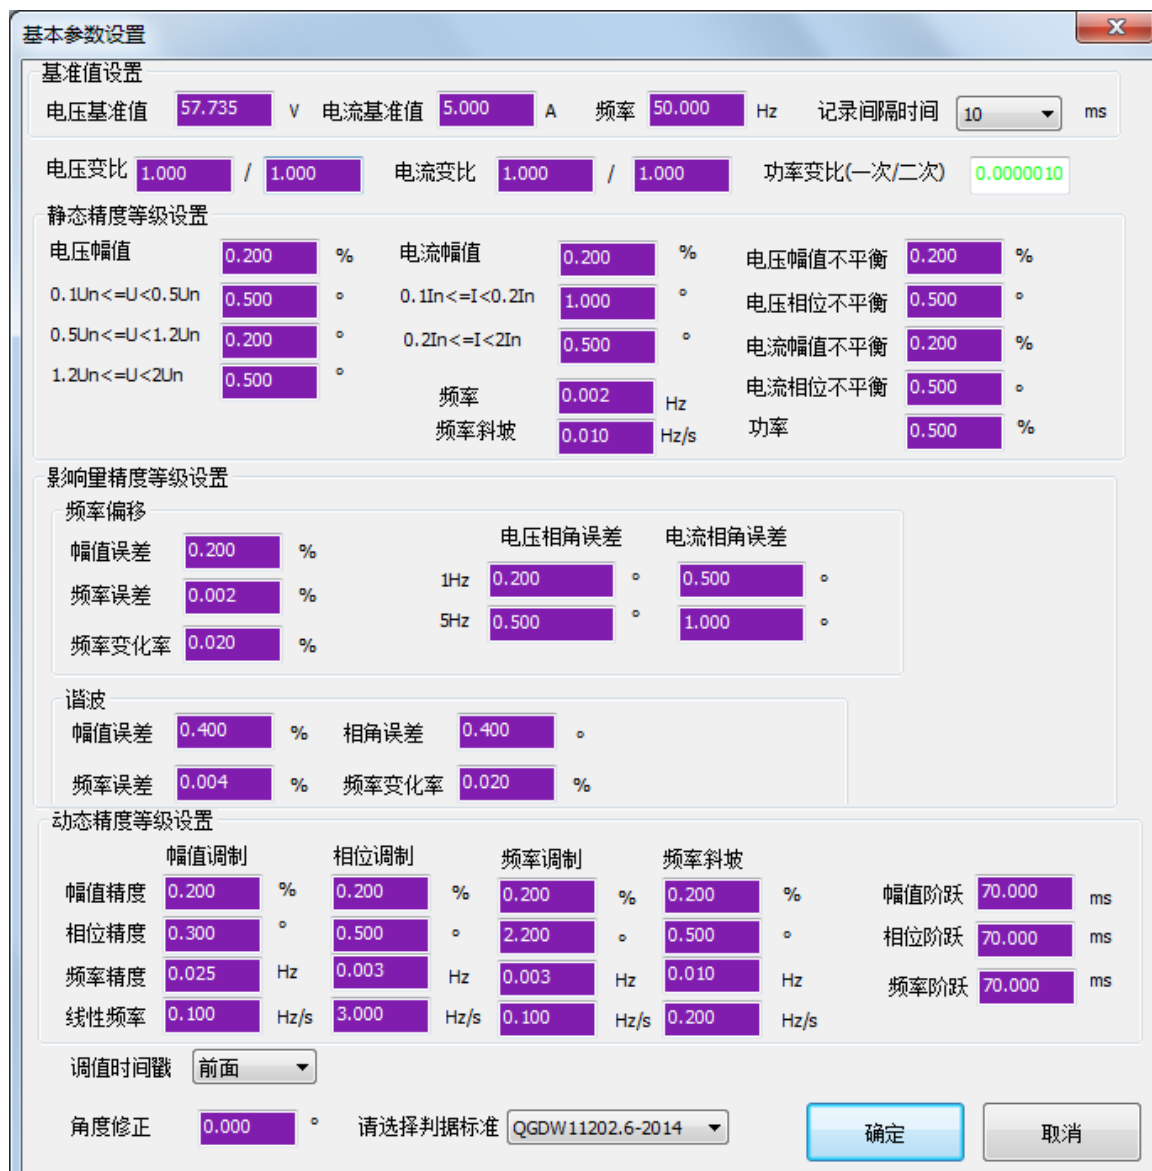 基本参数设置
基准值设置
电压基准值 57.735 V 电流基准值 5.000 A 频率 50.000 Hz 记录间隔时间 10 ms
电压变比 1.000 / 1.000 电流变比 1.000 / 1.000 功率变比(一次/二次) 0.0000010
静态精度等级设置
电压幅值 0.200 % 电流幅值 0.200 % 电压幅值不平衡 0.200 %
0.1Un<=U<0.5Un 0.500 ° 0.1In<=I<0.2In 1.000 ° 电压相位不平衡 0.500 °
0.5Un<=U<1.2Un 0.200 ° 0.2In<=I<2In 0.500 ° 电流幅值不平衡 0.200 %
1.2Un<=U<2Un 0.500 ° 频率 0.002 Hz 电流相位不平衡 0.500 °
频率斜坡 0.010 Hz/s 功率 0.500 %
影响量精度等级设置
频率偏移
电压相角误差 电流相角误差
幅值误差 0.200 % 1Hz 0.200 ° 0.500 °
频率误差 0.002 % 5Hz 0.500 ° 1.000 °
频率变化率 0.020 %
谐波
幅值误差 0.400 % 相角误差 0.400 °
频率误差 0.004 % 频率变化率 0.020 %
动态精度等级设置
幅值调制 相位调制 频率调制 频率斜坡
幅值精度 0.200 % 0.200 % 0.200 % 0.200 % 幅值阶跃 70.000 ms
相位精度 0.300 ° 0.500 ° 2.200 ° 0.500 ° 相位阶跃 70.000 ms
频率精度 0.025 Hz 0.003 Hz 0.003 Hz 0.010 Hz 频率阶跃 70.000 ms
线性频率 0.100 Hz/s 3.000 Hz/s 0.100 Hz/s 0.200 Hz/s
调值时间戳 前面
角度修正 0.000 ° 请选择判据标准 QGDW11202.6-2014 确定 取消